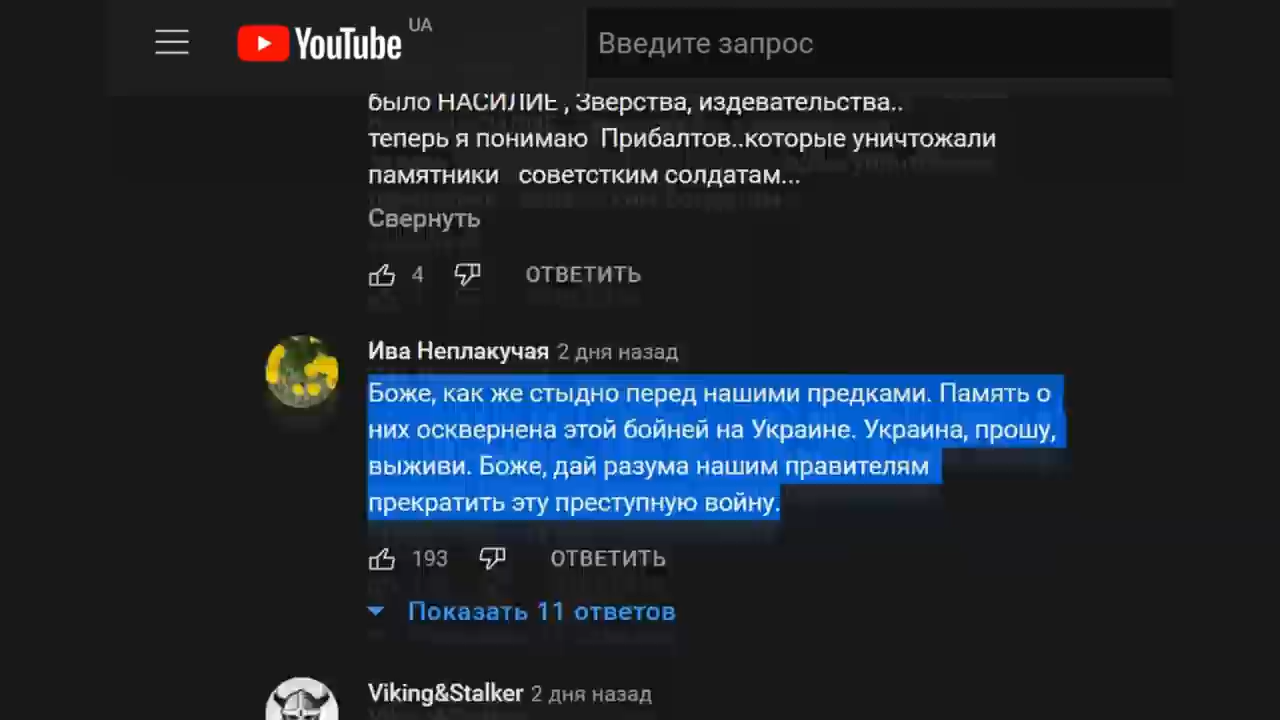 YouTube UA
Введите запрос
было НАСИЛИЕ , Зверства, издевательства..
теперь я понимаю Прибалтов..которые уничтожали
памятники советстким солдатам...
Свернуть
4 ОТВЕТИТЬ
Ива Неплакучая 2 дня назад
Боже, как же стыдно перед нашими предками. Память о
них осквернена этой бойней на Украине. Украина, прошу,
выживи. Боже, дай разума нашим правителям
прекратить эту преступную войну.
193 ОТВЕТИТЬ
Показать 11 ответов
Viking&Stalker 2 дня назад